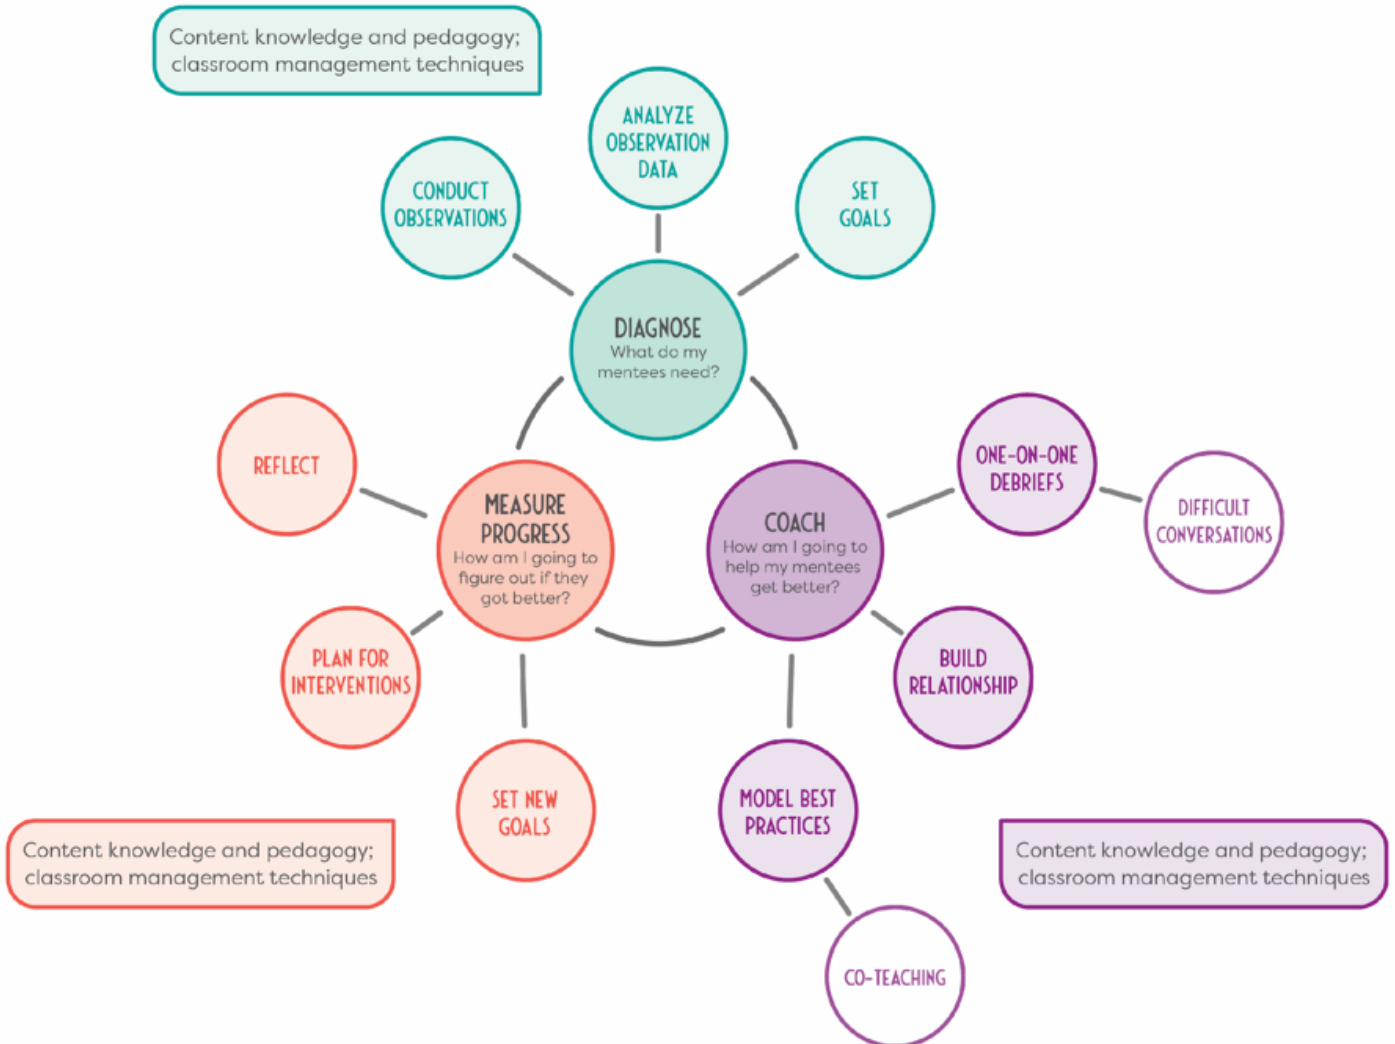 Content knowledge and pedagogy;
classroom management techniques
ANALYZE
OBSERVATION
DATA
CONDUCT
OBSERVATIONS
SET
GOALS
DIAGNOSE
What do my
mentees need?
REFLECT
MEASURE
PROGRESS
How am I going to
figure out if they
got better?
COACH
How am I going to
help my mentees
get better?
ONE-ON-ONE
DEBRIEFS
DIFFICULT
CONVERSATIONS
PLAN FOR
INTERVENTIONS
BUILD
RELATIONSHIP
SET NEW
GOALS
MODEL BEST
PRACTICES
Content knowledge and pedagogy;
classroom management techniques
Content knowledge and pedagogy;
classroom management techniques
CO-TEACHING